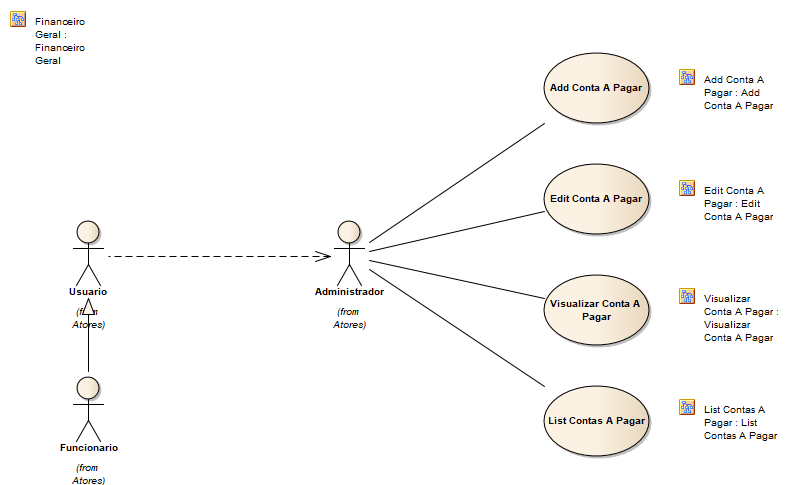 Financeiro
Geral :
Financeiro
Geral
Add Conta A Pagar
Add Conta A
Pagar : Add
Conta A Pagar
Edit Conta A Pagar
Edit Conta A
Pagar : Edit
Conta A Pagar
Usuario
(from
Atores)
Administrador
(from
Atores)
Visualizar Conta A
Pagar
Visualizar
Conta A Pagar :
Visualizar
Conta A Pagar
Funcionario
(from
Atores)
List Contas A Pagar
List Contas A
Pagar : List
Contas A Pagar